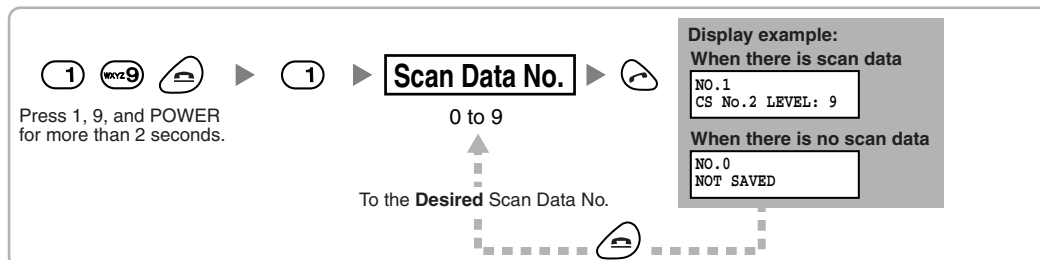 1 WXYZ9 1 Scan Data No.
Press 1, 9, and POWER
for more than 2 seconds.
0 to 9
To the Desired Scan Data No.
Display example:
When there is scan data
NO.1
CS No.2 LEVEL: 9
When there is no scan data
NO.0
NOT SAVED